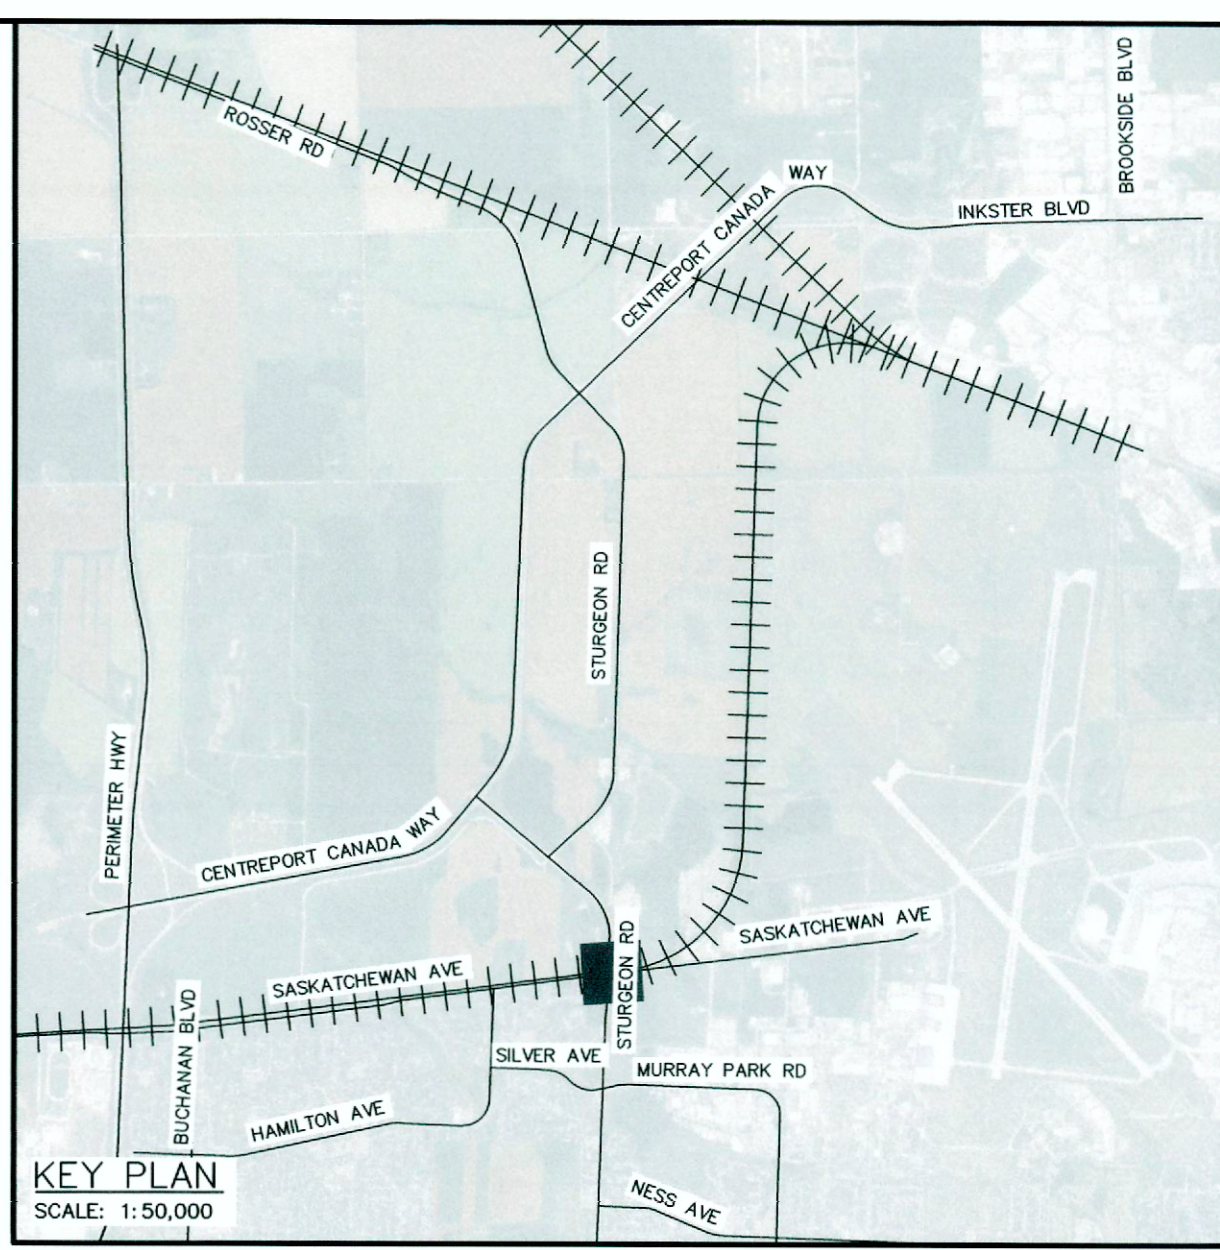 BROOKSIDE BLVD
ROSSER RD
WAY
CENTREPORT CANADA
INKSTER BLVD
STURGEON RD
PERIMETER HWY
CENTREPORT CANADA WAY
SASKATCHEWAN AVE
SASKATCHEWAN AVE
STURGEON RD
BUCHANAN BLVD
SILVER AVE
MURRAY PARK RD
HAMILTON AVE
NESS AVE
KEY PLAN
SCALE: 1:50,000